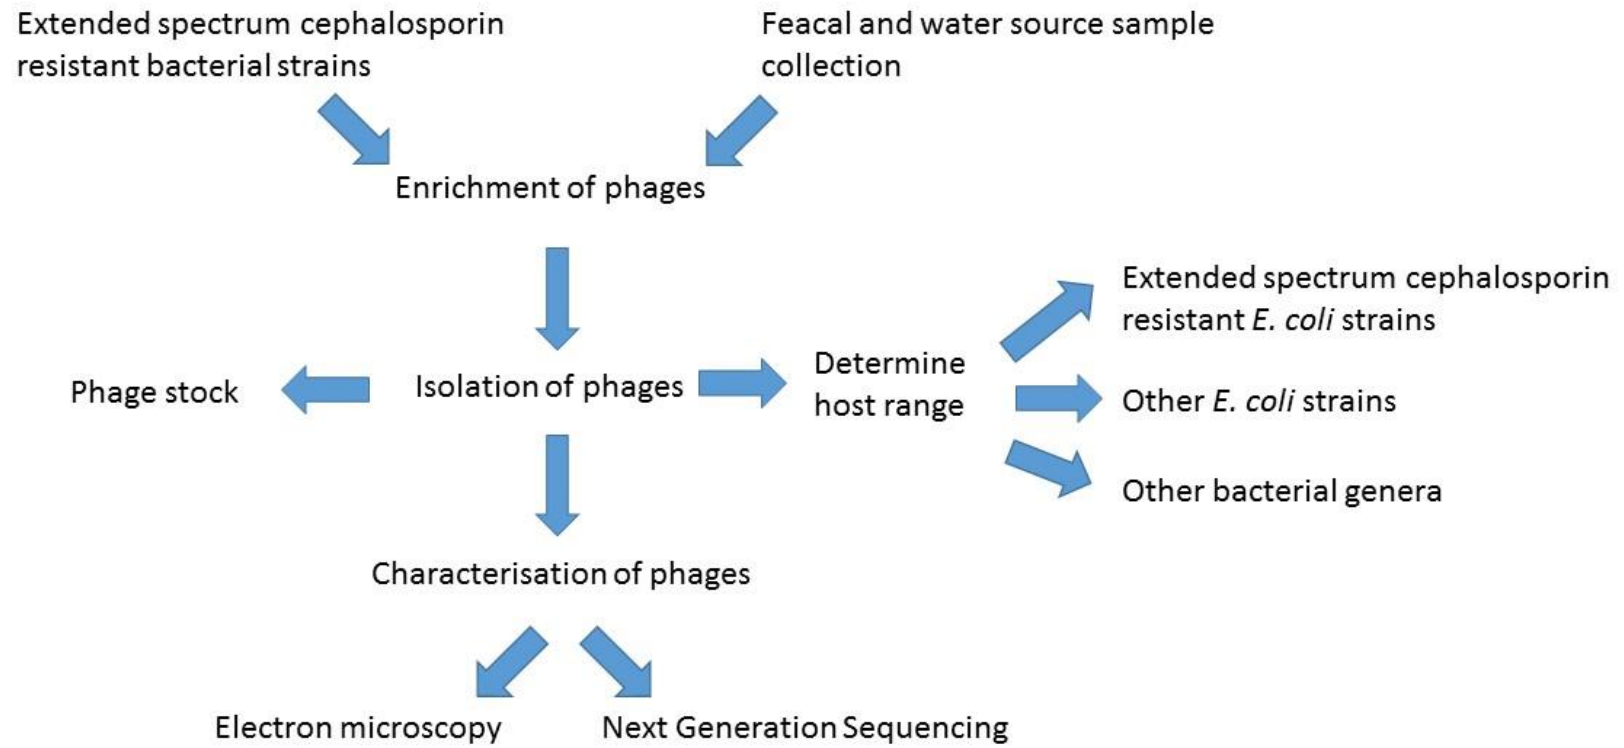 Extended spectrum cephalosporin
resistant bacterial strains
Feacal and water source sample
collection
Enrichment of phages
Phage stock
Isolation of phages
Determine
host range
Extended spectrum cephalosporin
resistant E. coli strains
Other E. coli strains
Other bacterial genera
Characterisation of phages
Electron microscopy
Next Generation Sequencing